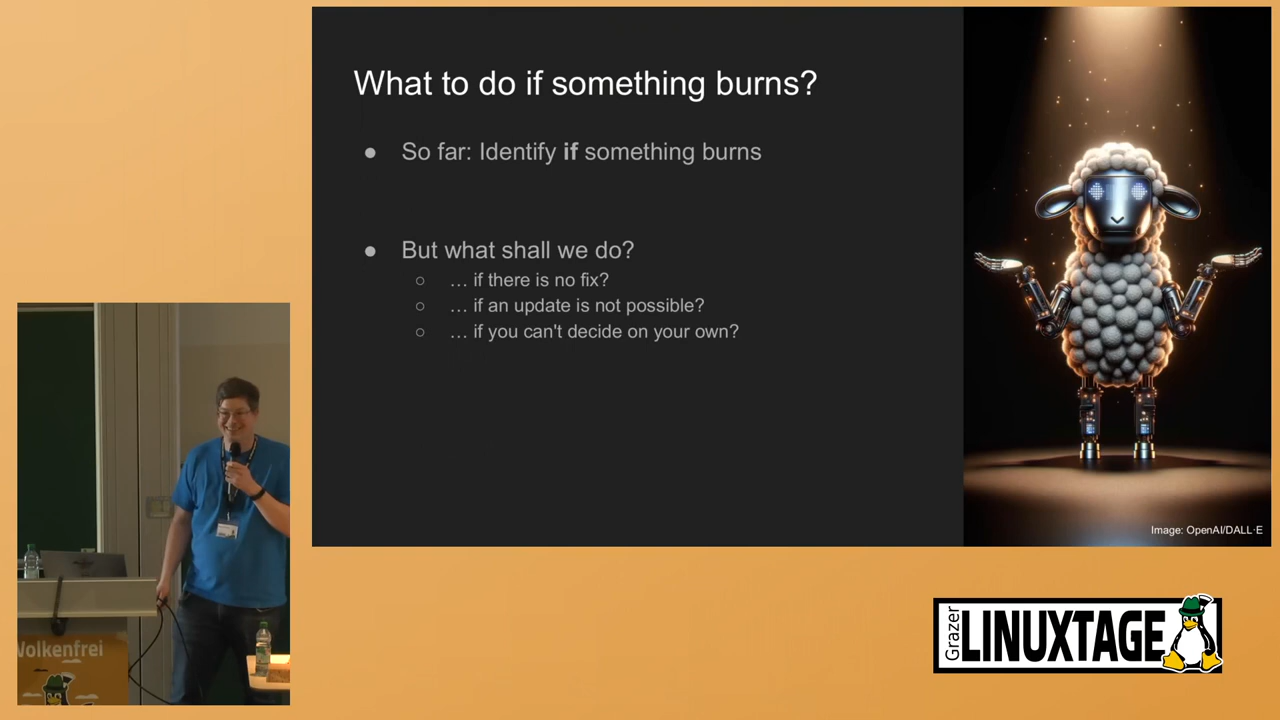 What to do if something burns?
● So far: Identify if something burns
● But what shall we do?
○ … if there is no fix?
○ … if an update is not possible?
○ … if you can't decide on your own?
Image: OpenAI/DALL·E
Wolkenfrei
Grazer
LINUXTAGE